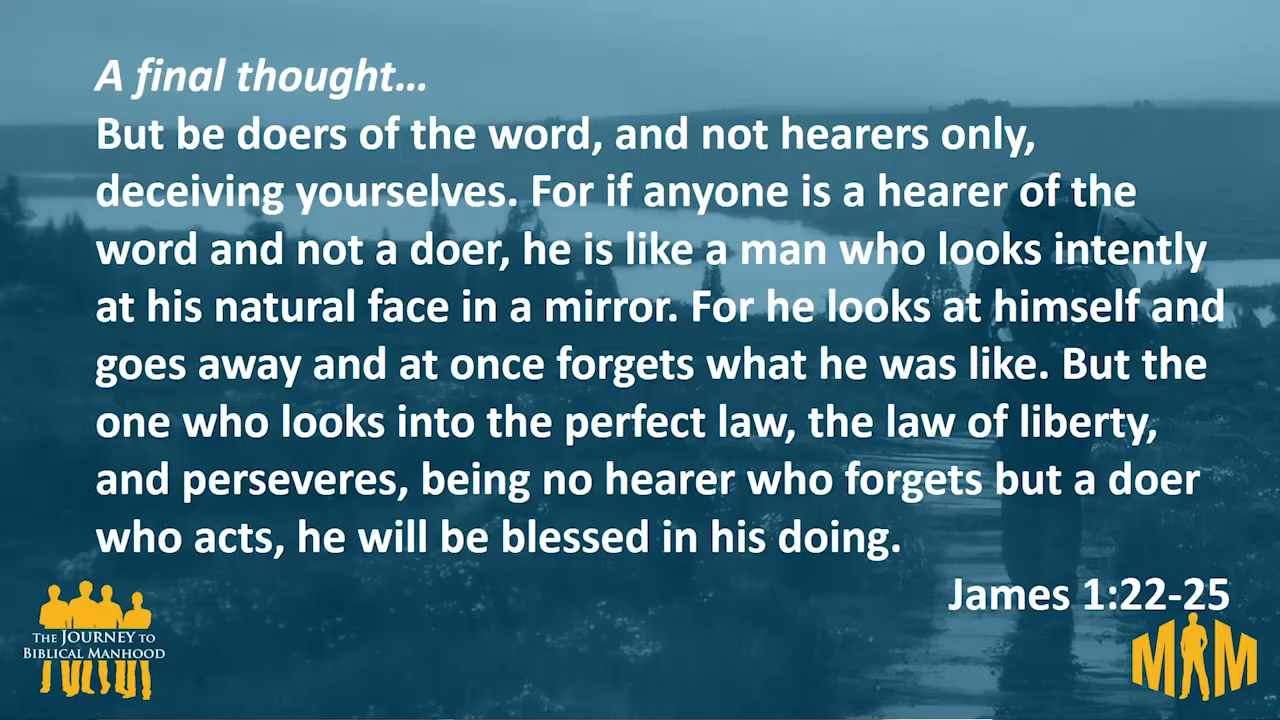 A final thought...
But be doers of the word, and not hearers only,
deceiving yourselves. For if anyone is a hearer of the
word and not a doer, he is like a man who looks intently
at his natural face in a mirror. For he looks at himself and
goes away and at once forgets what he was like. But the
one who looks into the perfect law, the law of liberty,
and perseveres, being no hearer who forgets but a doer
who acts, he will be blessed in his doing.
James 1:22-25
THE JOURNEY TO
BIBLICAL MANHOOD
M M